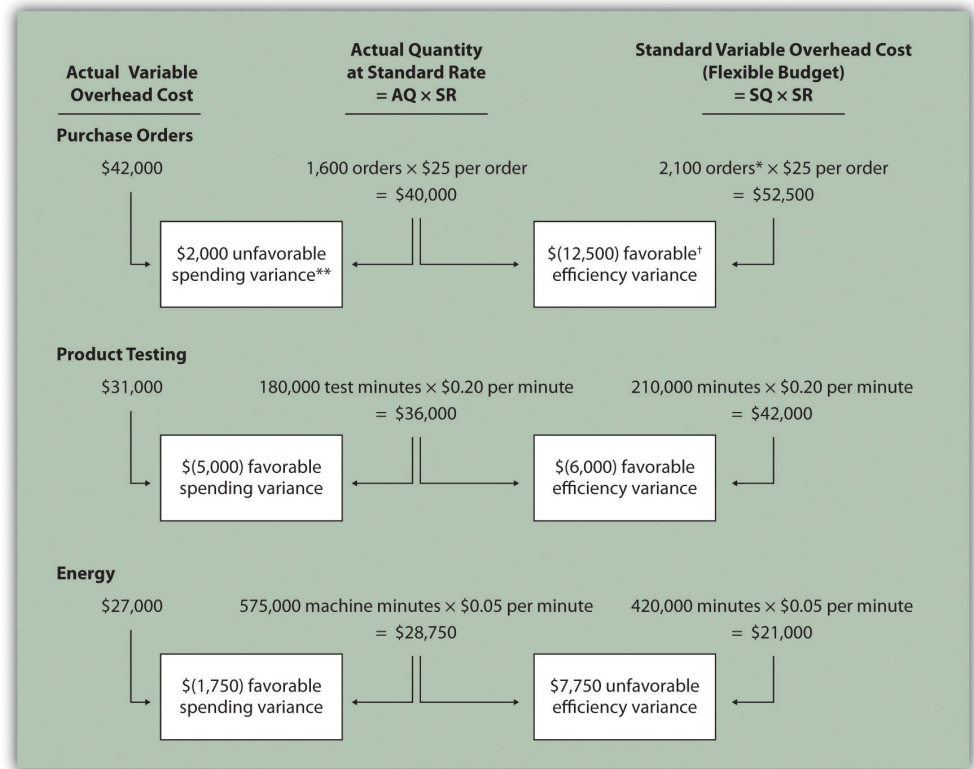 Actual Variable
Overhead Cost
Actual Quantity
at Standard Rate
= AQ × SR
Standard Variable Overhead Cost
(Flexible Budget)
= SQ × SR
Purchase Orders
$42,000
1,600 orders × $25 per order
= $40,000
2,100 orders* × $25 per order
= $52,500
$2,000 unfavorable
spending variance**
$(12,500) favorable†
efficiency variance
Product Testing
$31,000
180,000 test minutes × $0.20 per minute
= $36,000
210,000 minutes × $0.20 per minute
= $42,000
$(5,000) favorable
spending variance
$(6,000) favorable
efficiency variance
Energy
$27,000
575,000 machine minutes × $0.05 per minute
= $28,750
420,000 minutes × $0.05 per minute
= $21,000
$(1,750) favorable
spending variance
$7,750 unfavorable
efficiency variance